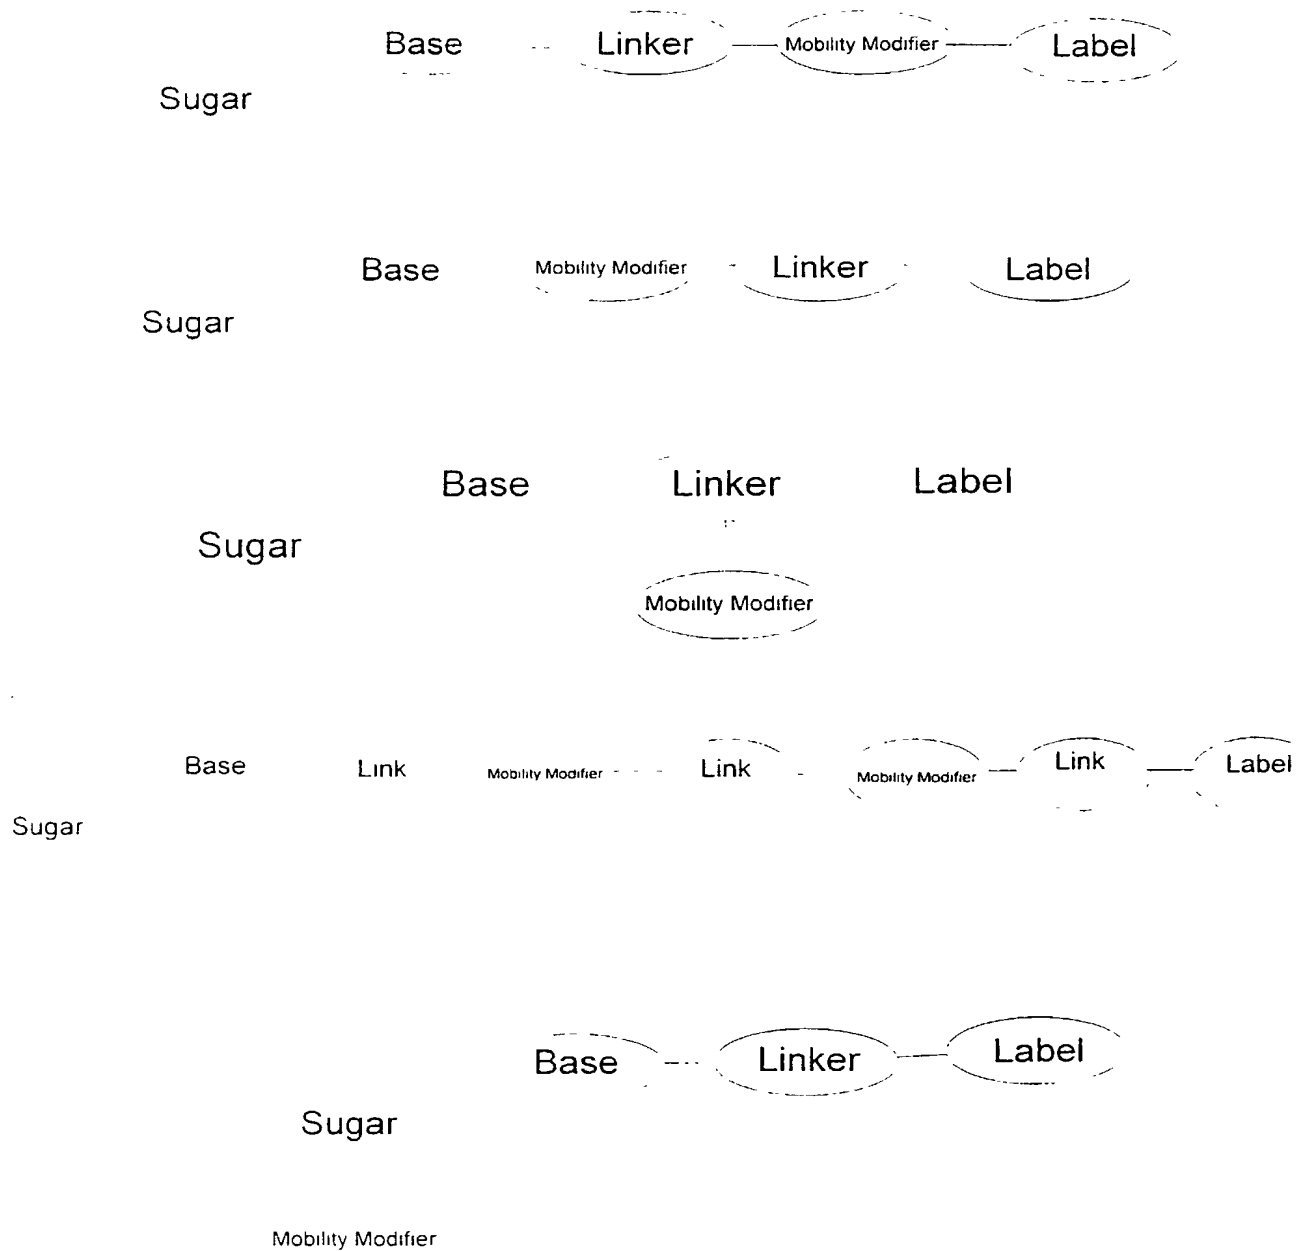 Base Linker Mobility Modifier Label
Sugar
Base Mobility Modifier Linker Label
Sugar
Base Linker Label
Sugar
Mobility Modifier
Base Link Mobility Modifier Link Mobility Modifier Link Label
Sugar
Base Linker Label
Sugar
Mobility Modifier